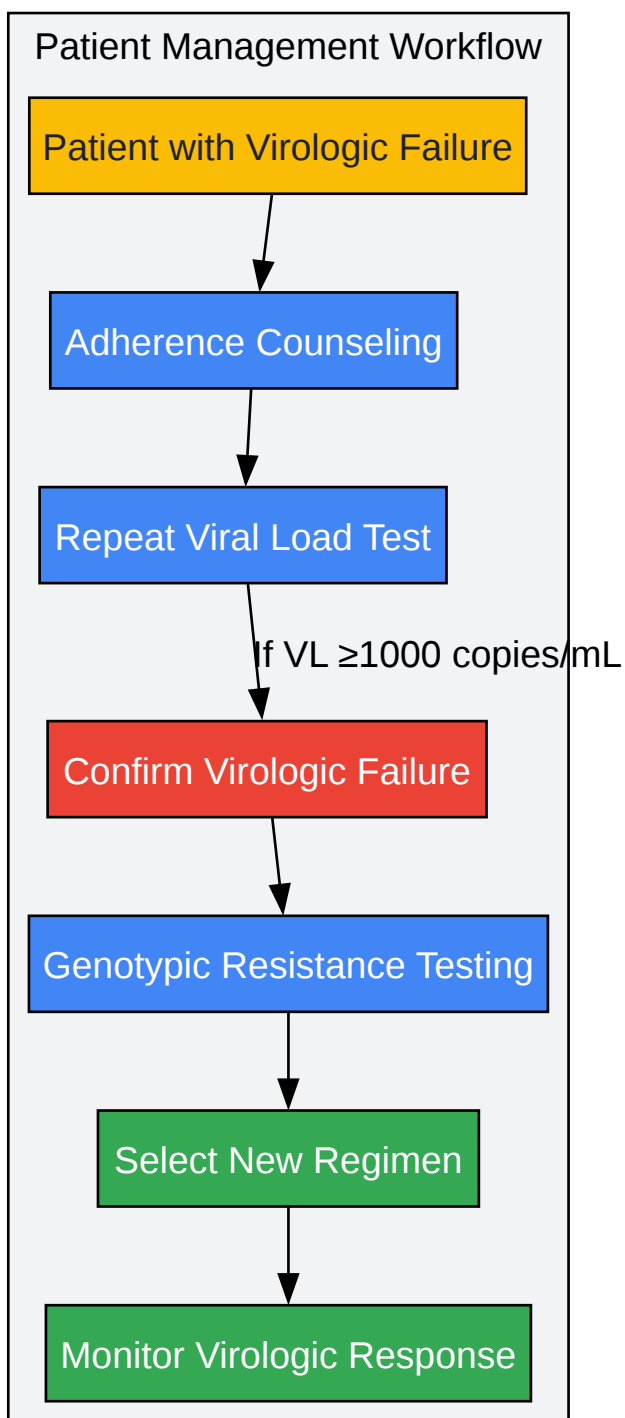 Patient Management Workflow
Patient with Virologic Failure
Adherence Counseling
Repeat Viral Load Test
If VL ≥1000 copies/mL
Confirm Virologic Failure
Genotypic Resistance Testing
Select New Regimen
Monitor Virologic Response